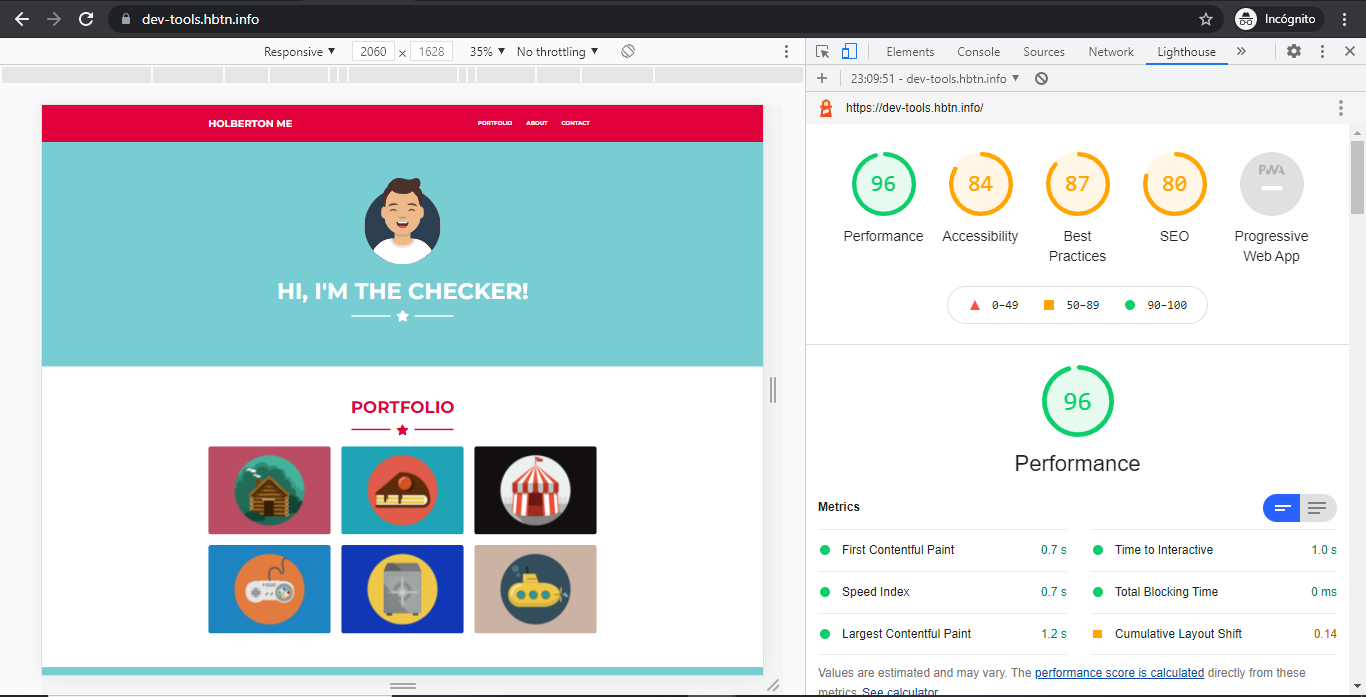 dev-tools.hbtn.info
Incógnito
Responsive ▼ 2060 × 1628 35% ▼ No throttling ▼
Elements Console Sources Network Lighthouse »
23:09:51 - dev-tools.hbtn.info ▼
https://dev-tools.hbtn.info/
HOLBERTON ME PORTFOLIO ABOUT CONTACT
HI, I'M THE CHECKER!
PORTFOLIO
96 84 87 80 PWA
Performance Accessibility Best Practices SEO Progressive Web App
0–49 50–89 90–100
96
Performance
Metrics
First Contentful Paint 0.7 s Time to Interactive 1.0 s
Speed Index 0.7 s Total Blocking Time 0 ms
Largest Contentful Paint 1.2 s Cumulative Layout Shift 0.14
Values are estimated and may vary. The performance score is calculated directly from these
metrics. See calculator.